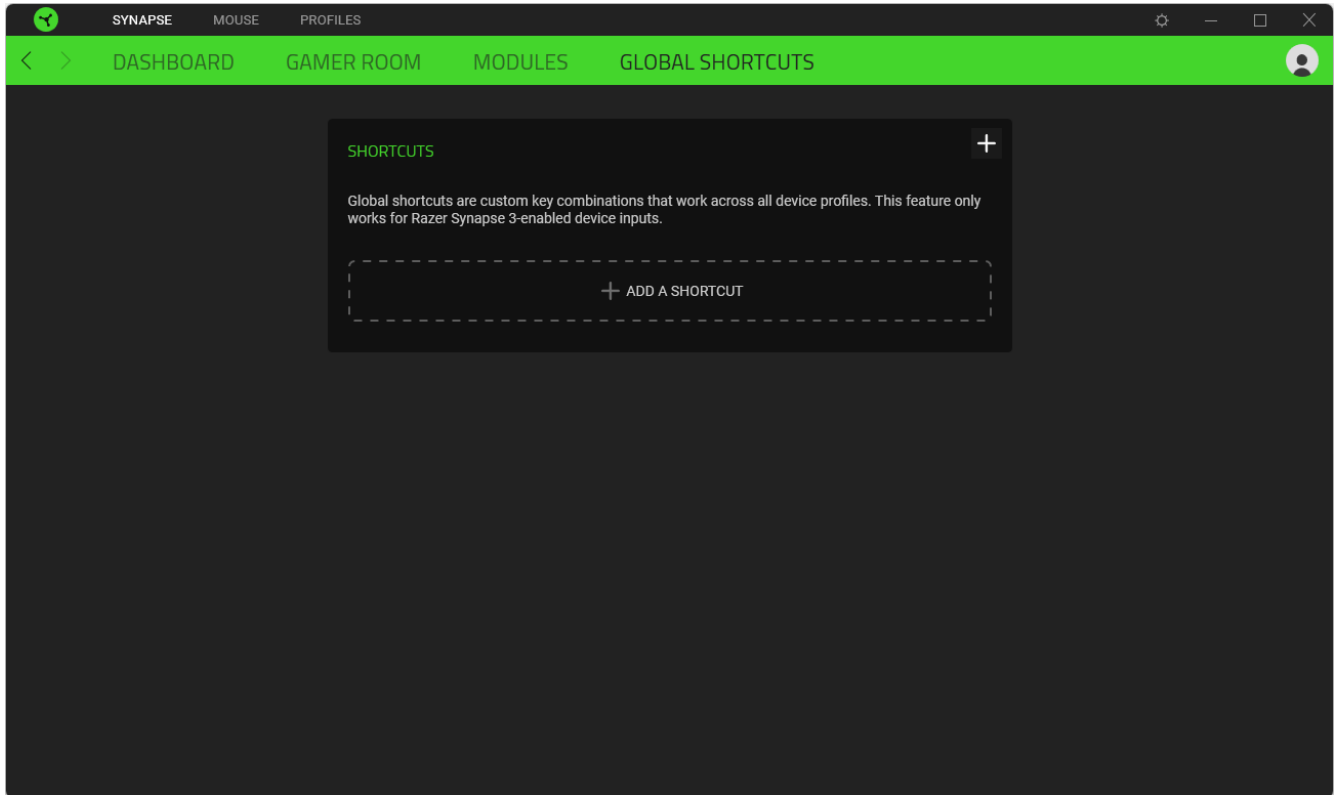 SYNAPSE MOUSE PROFILES
DASHBOARD GAMER ROOM MODULES GLOBAL SHORTCUTS
SHORTCUTS
Global shortcuts are custom key combinations that work across all device profiles. This feature only
works for Razer Synapse 3-enabled device inputs.
ADD A SHORTCUT